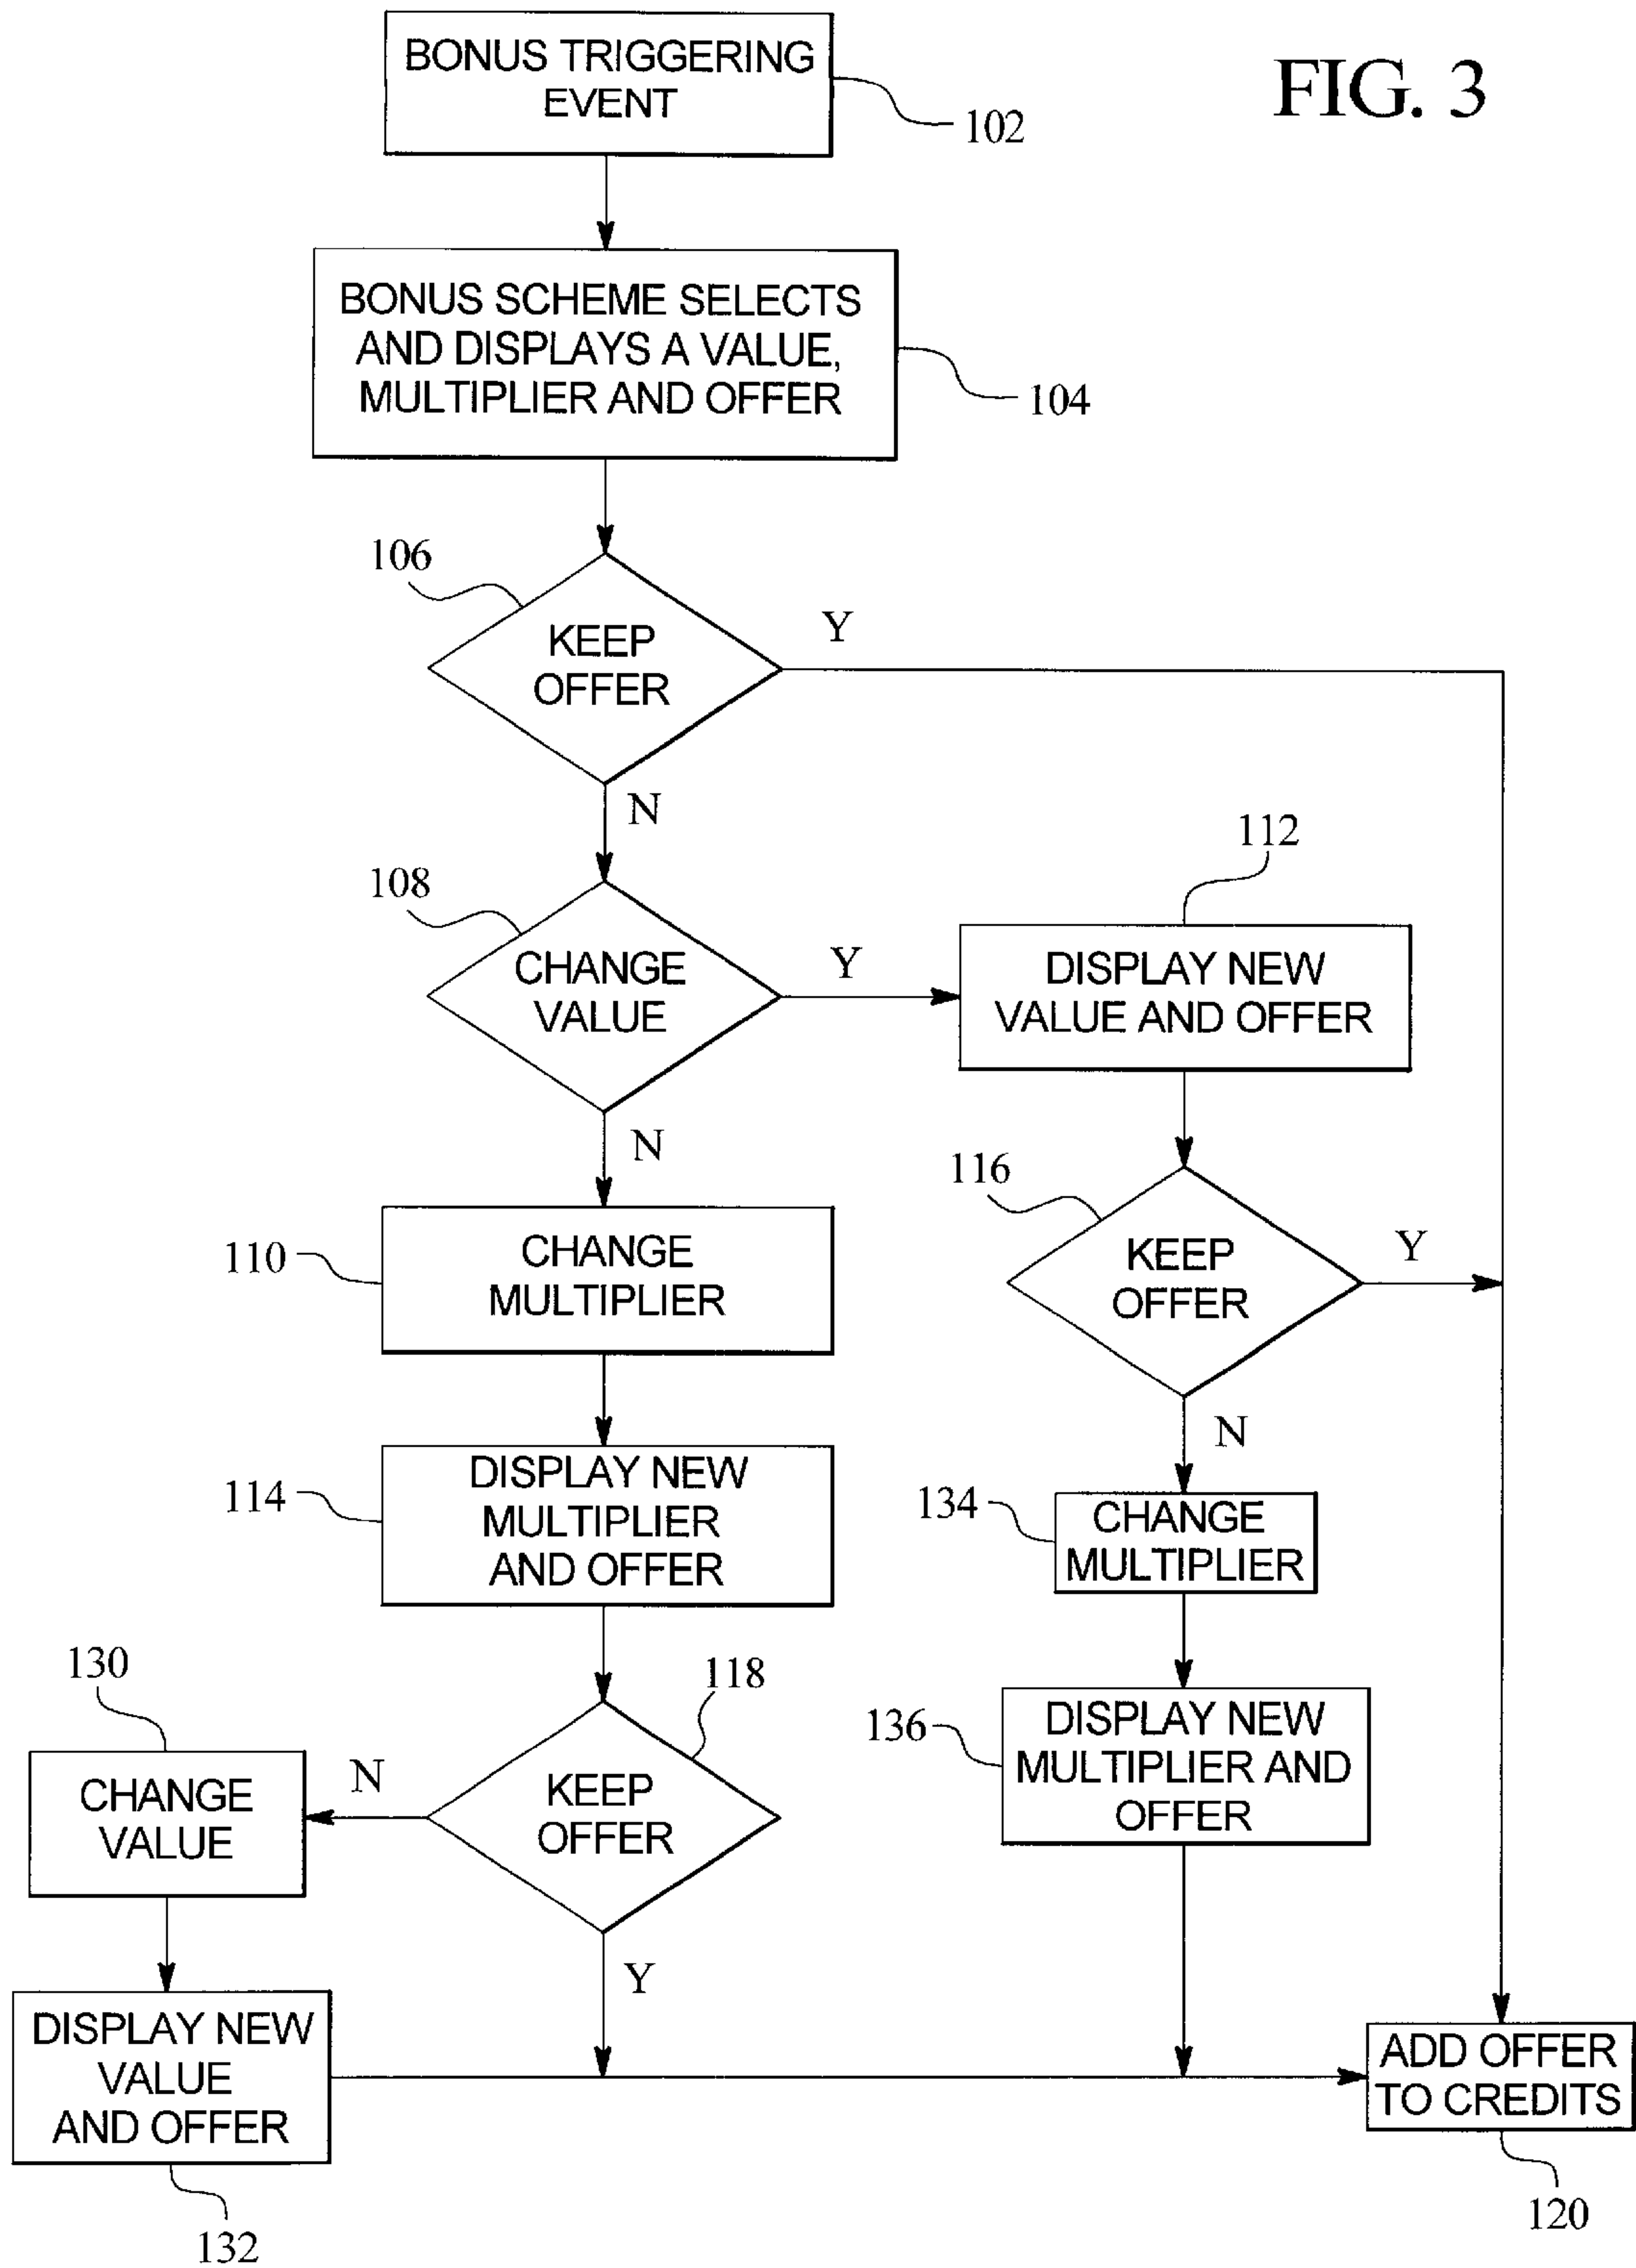 FIG. 3
BONUS TRIGGERING
EVENT
102
BONUS SCHEME SELECTS
AND DISPLAYS A VALUE,
MULTIPLIER AND OFFER
104
106
KEEP
OFFER
Y
N
108
CHANGE
VALUE
Y
N
112
DISPLAY NEW
VALUE AND OFFER
116
KEEP
OFFER
Y
N
110
CHANGE
MULTIPLIER
114
DISPLAY NEW
MULTIPLIER
AND OFFER
134
CHANGE
MULTIPLIER
118
KEEP
OFFER
N
Y
130
CHANGE
VALUE
136
DISPLAY NEW
MULTIPLIER AND
OFFER
DISPLAY NEW
VALUE
AND OFFER
132
ADD OFFER
TO CREDITS
120